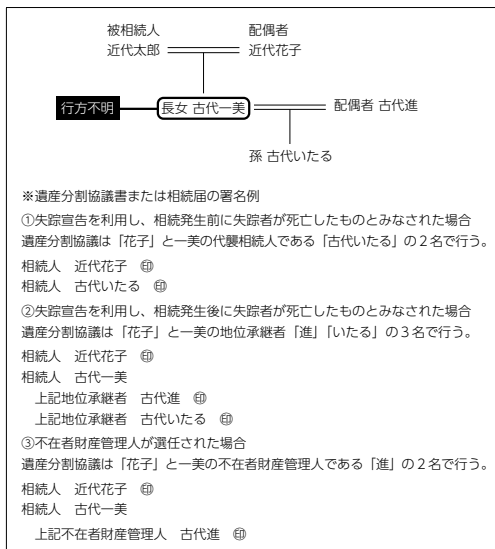 被相続人 配偶者
近代太郎 近代花子
行方不明 長女 古代一美 配偶者 古代進
孫 古代いたる
※遺産分割協議書または相続届の署名例
①失踪宣告を利用し、相続発生前に失踪者が死亡したものとみなされた場合
遺産分割協議は「花子」と一美の代襲相続人である「古代いたる」の２名で行う。
相続人 近代花子 ㊞
相続人 古代いたる ㊞
②失踪宣告を利用し、相続発生後に失踪者が死亡したものとみなされた場合
遺産分割協議は「花子」と一美の地位承継者「進」「いたる」の３名で行う。
相続人 近代花子 ㊞
相続人 古代一美
上記地位承継者 古代進 ㊞
上記地位承継者 古代いたる ㊞
③不在者財産管理人が選任された場合
遺産分割協議は「花子」と一美の不在者財産管理人である「進」の２名で行う。
相続人 近代花子 ㊞
相続人 古代一美
上記不在者財産管理人 古代進 ㊞